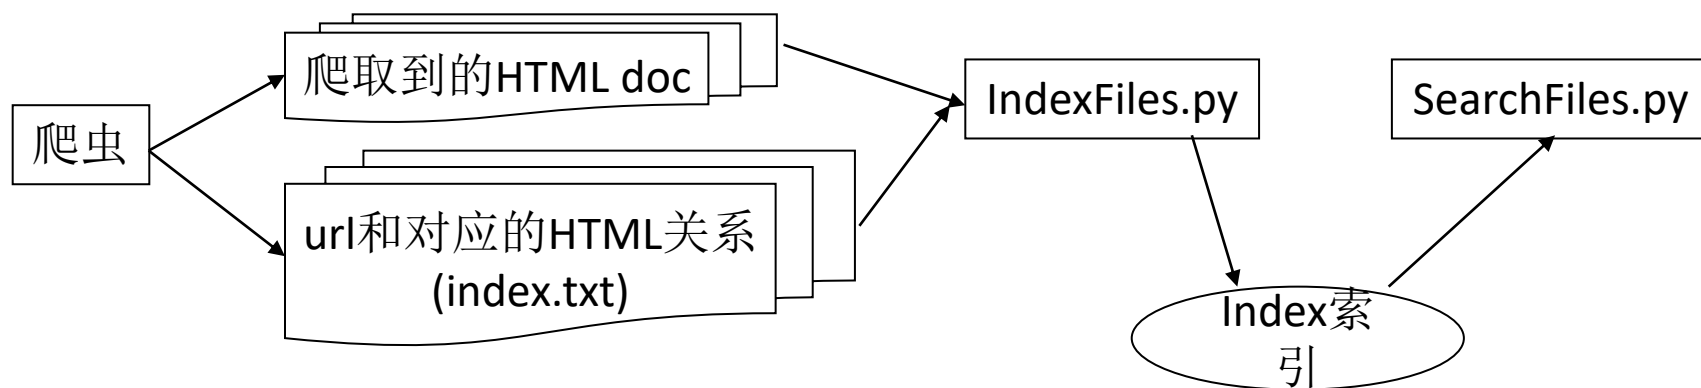 爬虫
爬取到的HTML doc
url和对应的HTML关系
(index.txt)
IndexFiles.py
SearchFiles.py
Index索
引